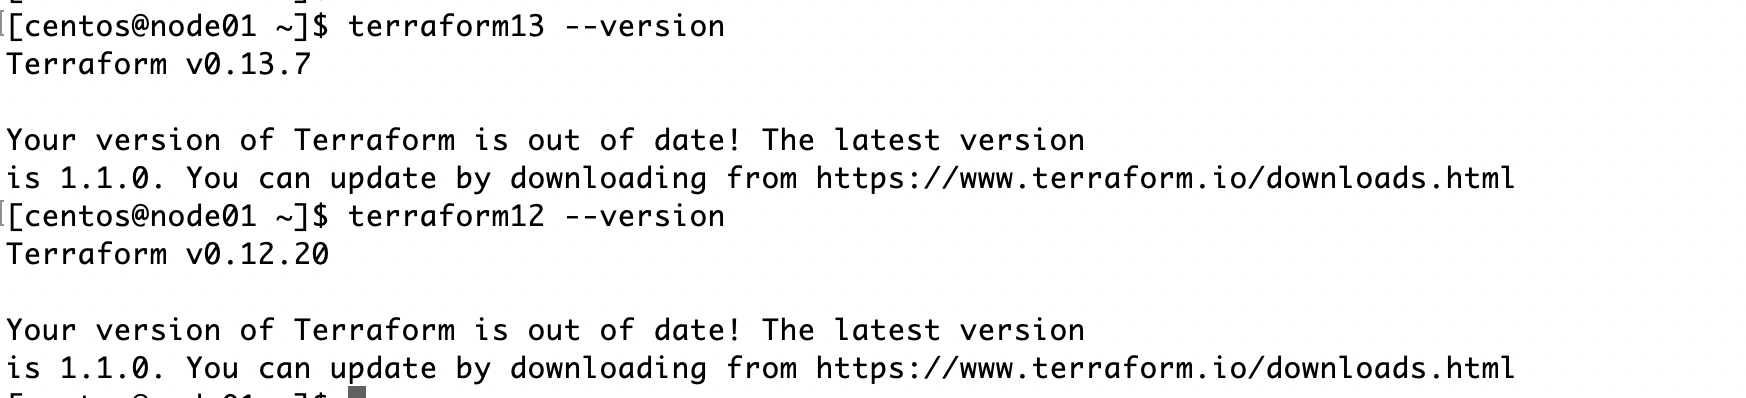 [centos@node01 ~]$ terraform13 --version
Terraform v0.13.7
Your version of Terraform is out of date! The latest version
is 1.1.0. You can update by downloading from https://www.terraform.io/downloads.html
[centos@node01 ~]$ terraform12 --version
Terraform v0.12.20
Your version of Terraform is out of date! The latest version
is 1.1.0. You can update by downloading from https://www.terraform.io/downloads.html